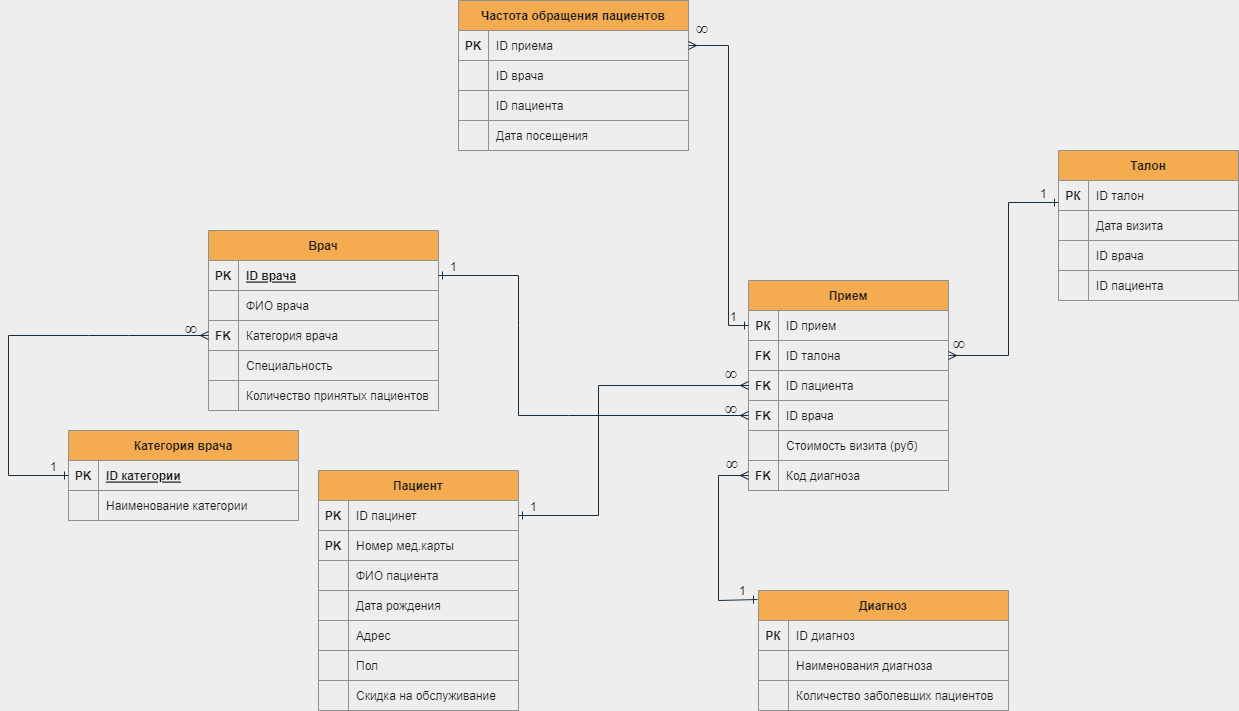 Частота обращения пациентов
∞
PK ID приема
ID врача
ID пациента
Дата посещения
Талон
1
PK ID талон
Дата визита
ID врача
ID пациента
Врач
1
PK ID врача
ФИО врача
∞
FK Категория врача
Специальность
Количество принятых пациентов
Прием
1
PK ID прием
∞
FK ID талона
∞
FK ID пациента
∞
FK ID врача
Стоимость визита (руб)
∞
FK Код диагноза
Категория врача
1
PK ID категории
Наименование категории
Пациент
1
PK ID пацинет
PK Номер мед.карты
ФИО пациента
Дата рождения
Адрес
Пол
Скидка на обслуживание
1
Диагноз
PK ID диагноз
Наименования диагноза
Количество заболевших пациентов